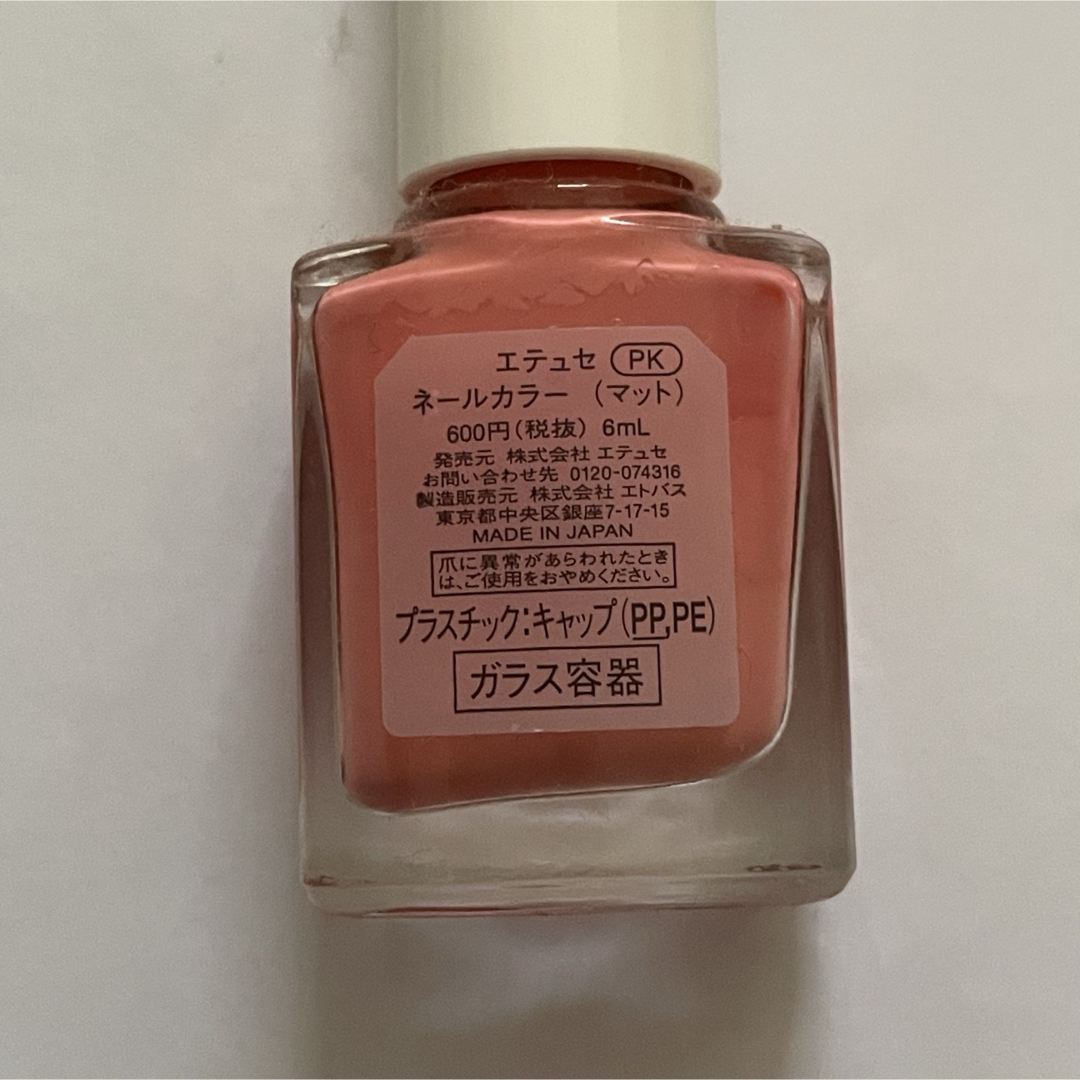 エテュセ PK
ネールカラー (マット)
600円(税抜) 6mL
発売元 株式会社 エテュセ
お問い合わせ先 0120-074316
製造販売元 株式会社 エトバス
東京都中央区銀座7-17-15
MADE IN JAPAN
爪に異常があらわれたとき
は、ご使用をおやめください。
プラスチック:キャップ(PP,PE)
ガラス容器